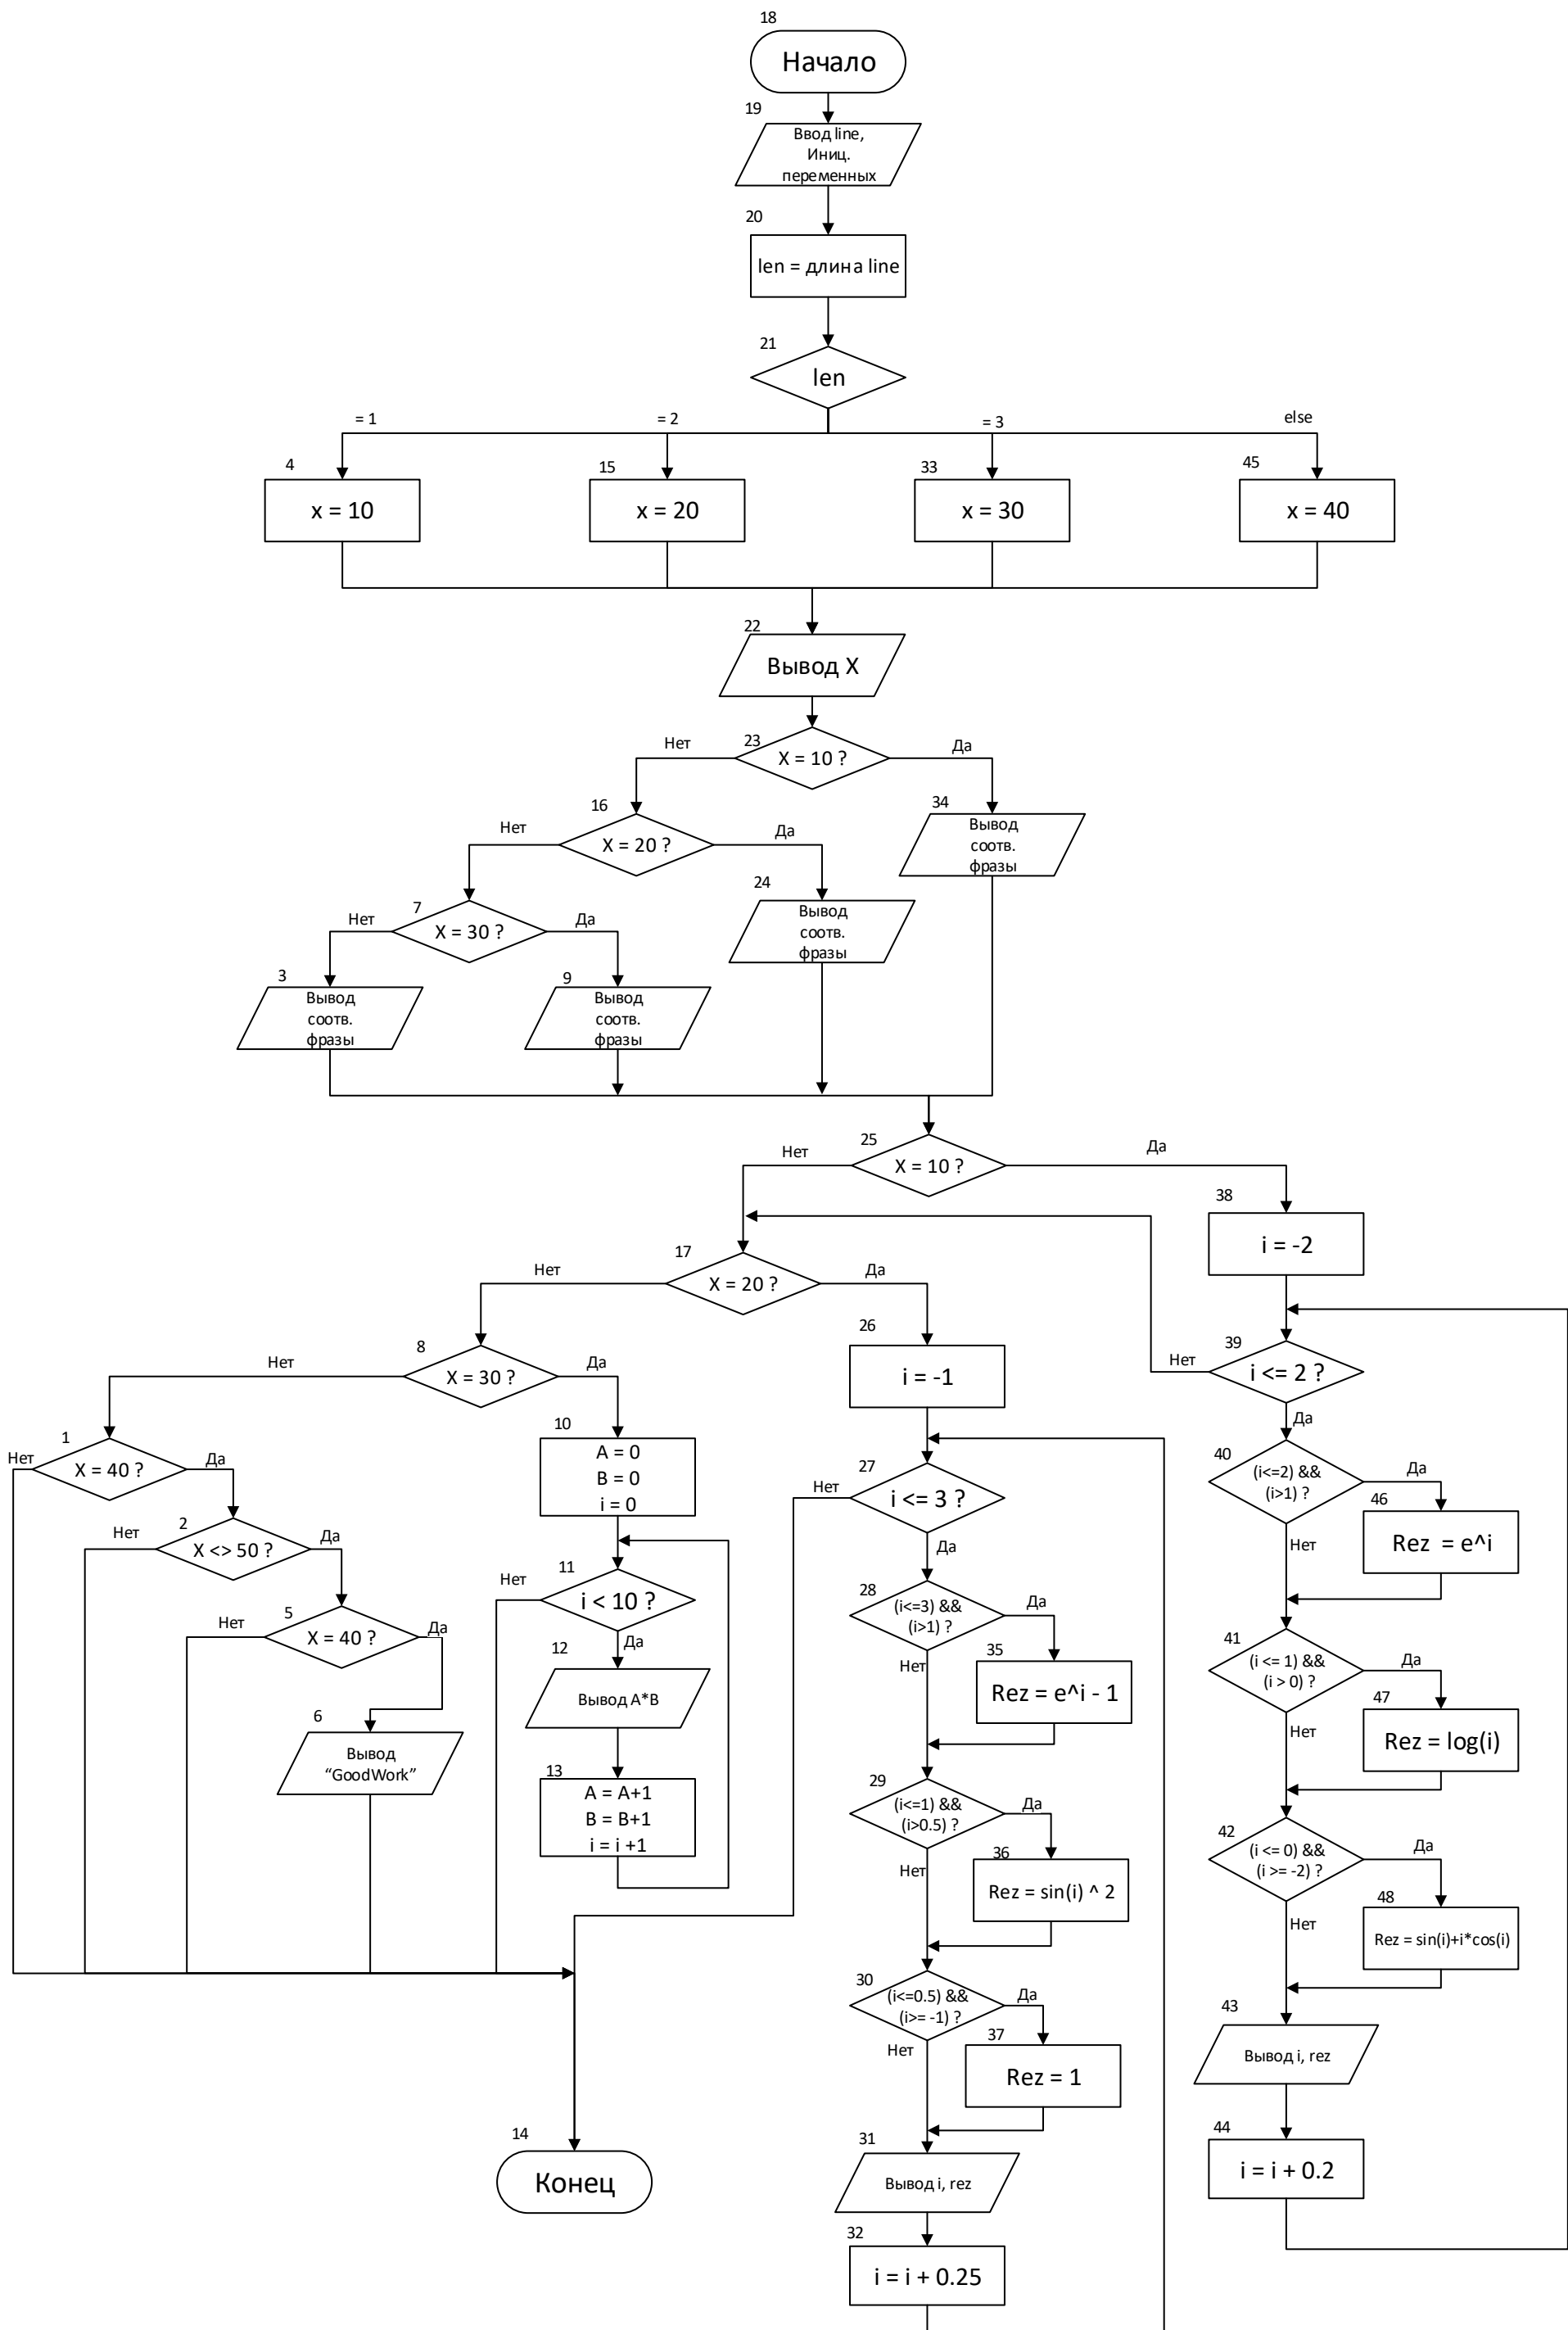 18
Начало
19
Ввод line,
Иниц.
переменных
20
len = длина line
21
len
= 1
= 2
= 3
else
4
x = 10
15
x = 20
33
x = 30
45
x = 40
22
Вывод X
23
X = 10 ?
Нет
Да
16
X = 20 ?
Нет
Да
34
Вывод
соотв.
фразы
7
X = 30 ?
Нет
Да
24
Вывод
соотв.
фразы
3
Вывод
соотв.
фразы
9
Вывод
соотв.
фразы
25
X = 10 ?
Нет
Да
38
i = -2
17
X = 20 ?
Нет
Да
8
X = 30 ?
Нет
Да
26
i = -1
39
i <= 2 ?
Нет
Да
1
X = 40 ?
Нет
Да
10
A = 0
B = 0
i = 0
27
i <= 3 ?
Нет
Да
40
(i<=2) &&
(i>1) ?
Да
Нет
46
Rez = e^i
2
X <> 50 ?
Нет
Да
11
i < 10 ?
Нет
Да
28
(i<=3) &&
(i>1) ?
Да
Нет
5
X = 40 ?
Нет
Да
12
Вывод A*B
35
Rez = e^i - 1
41
(i <= 1) &&
(i > 0) ?
Да
Нет
47
Rez = log(i)
6
Вывод
“GoodWork”
13
A = A+1
B = B+1
i = i +1
29
(i<=1) &&
(i>0.5) ?
Да
Нет
36
Rez = sin(i) ^ 2
42
(i <= 0) &&
(i >= -2) ?
Да
Нет
48
Rez = sin(i)+i*cos(i)
30
(i<=0.5) &&
(i>= -1) ?
Да
Нет
37
Rez = 1
43
Вывод i, rez
14
Конец
31
Вывод i, rez
44
i = i + 0.2
32
i = i + 0.25